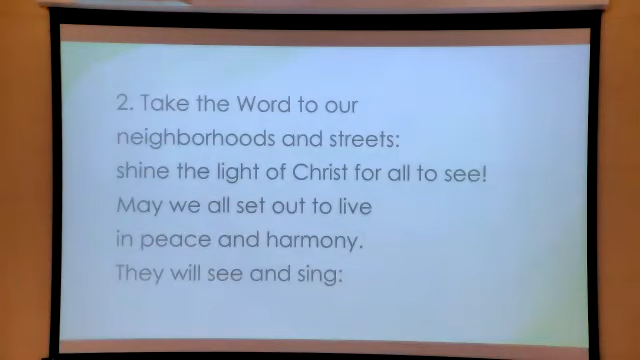 2. Take the Word to our
neighborhoods and streets:
shine the light of Christ for all to see!
May we all set out to live
in peace and harmony.
They will see and sing: